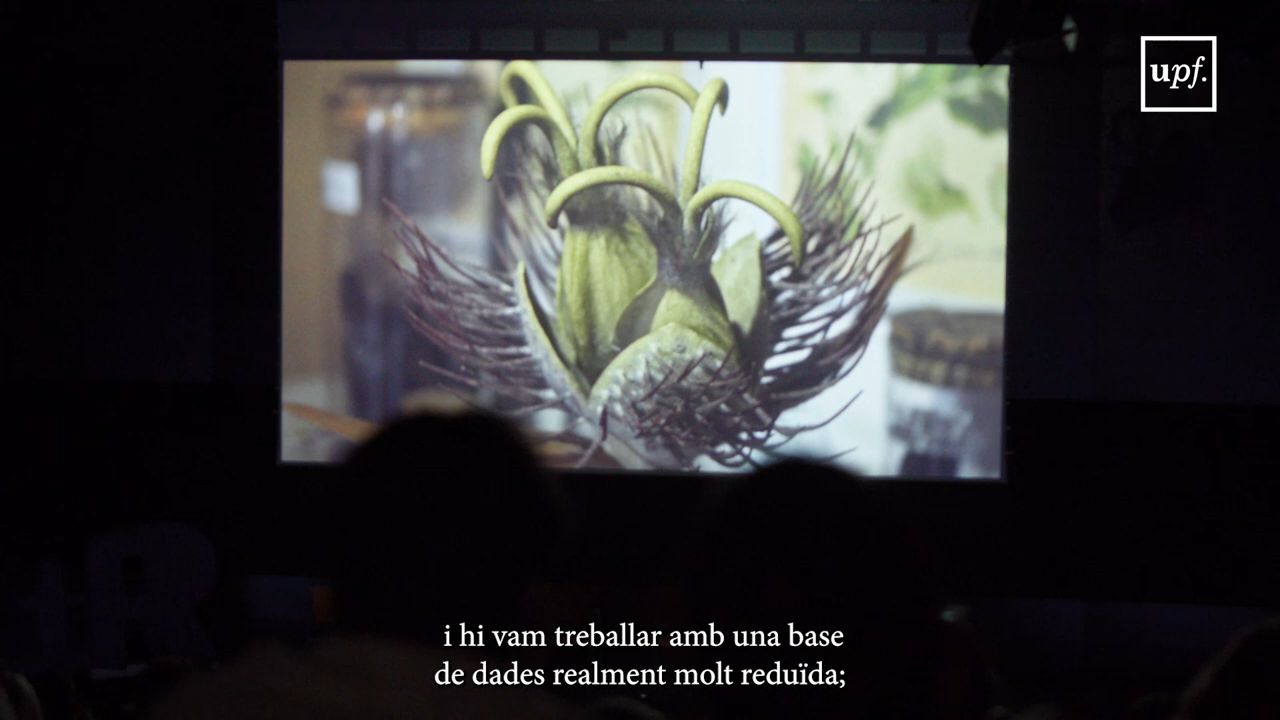 upf.
i hi vam treballar amb una base
de dades realment molt reduïda;